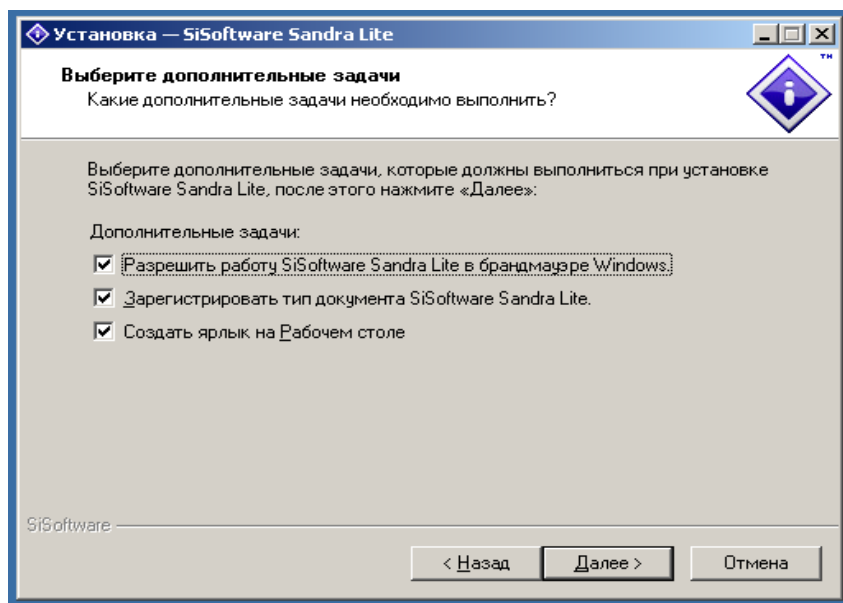 Установка — SiSoftware Sandra Lite
Выберите дополнительные задачи
Какие дополнительные задачи необходимо выполнить?
TM
Выберите дополнительные задачи, которые должны выполниться при установке
SiSoftware Sandra Lite, после этого нажмите «Далее»:
Дополнительные задачи:
Разрешить работу SiSoftware Sandra Lite в брандмауэре Windows.
Зарегистрировать тип документа SiSoftware Sandra Lite.
Создать ярлык на Рабочем столе
SiSoftware
< Назад
Далее >
Отмена